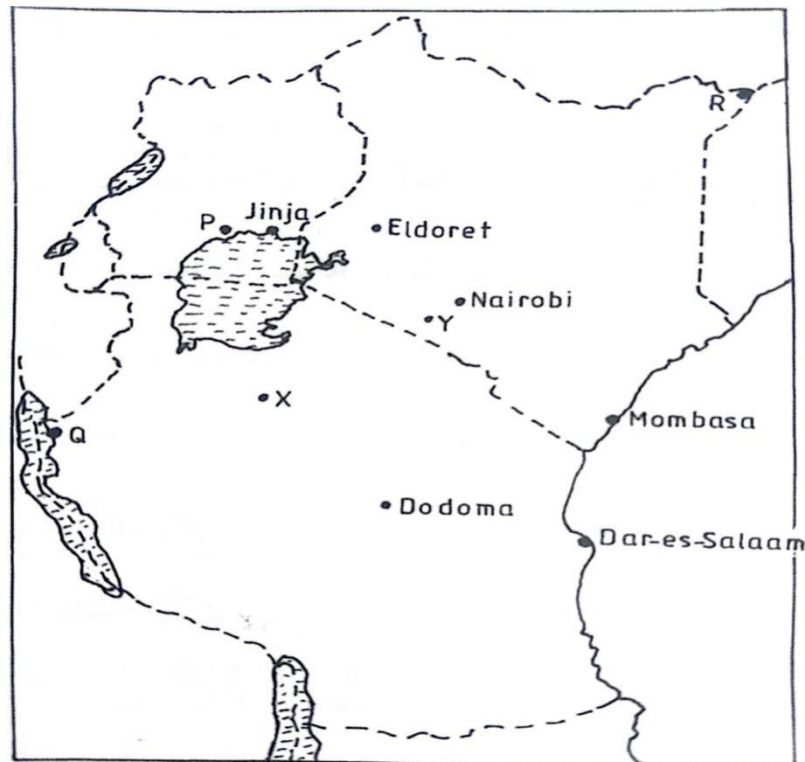 R
P
Jinja
Eldoret
Nairobi
Y
X
Q
Mombasa
Dodoma
Dar-es-Salaam